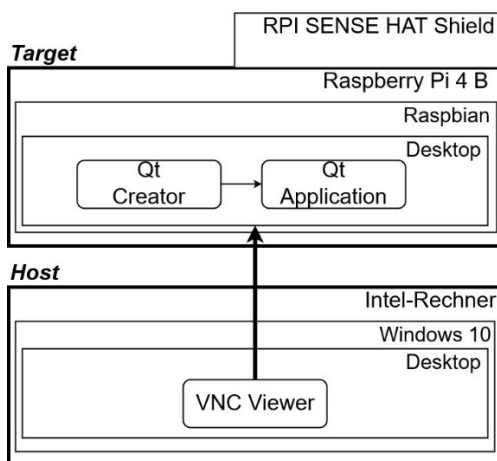 RPI SENSE HAT Shield
Target
Raspberry Pi 4 B
Raspbian
Desktop
Qt
Creator
Qt
Application
Host
Intel-Rechner
Windows 10
Desktop
VNC Viewer